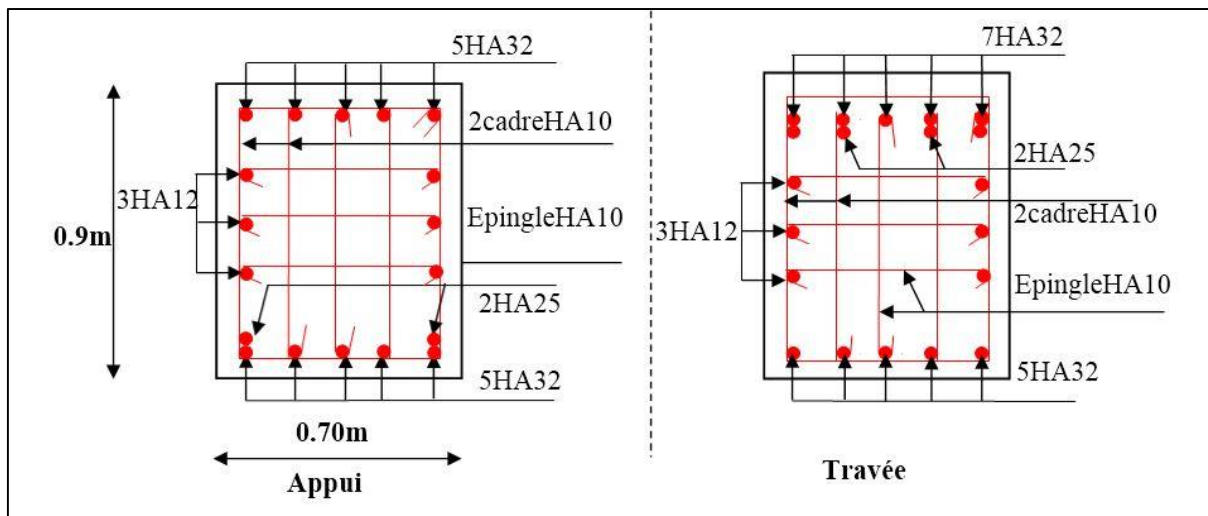 5HA32
2cadreHA10
3HA12
EpingleHA10
0.9m
2HA25
5HA32
0.70m
Appui
7HA32
2HA25
2cadreHA10
3HA12
EpingleHA10
5HA32
Travée